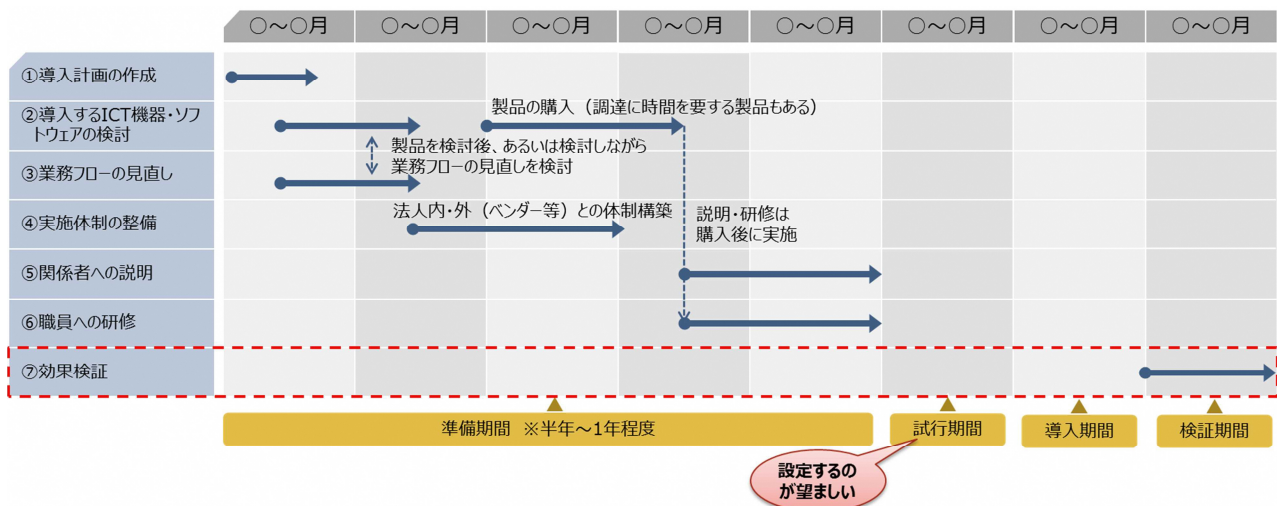 ○～○月
○～○月
○～○月
○～○月
○～○月
○～○月
○～○月
○～○月
①導入計画の作成
②導入するICT機器・ソフ
トウェアの検討
製品の購入（調達に時間を要する製品もある）
製品を検討後、あるいは検討しながら
業務フローの見直しを検討
③業務フローの見直し
④実施体制の整備
法人内・外（ベンダー等）との体制構築
説明・研修は
購入後に実施
⑤関係者への説明
⑥職員への研修
⑦効果検証
準備期間 ※半年～1年程度
試行期間
導入期間
検証期間
設定するの
が望ましい